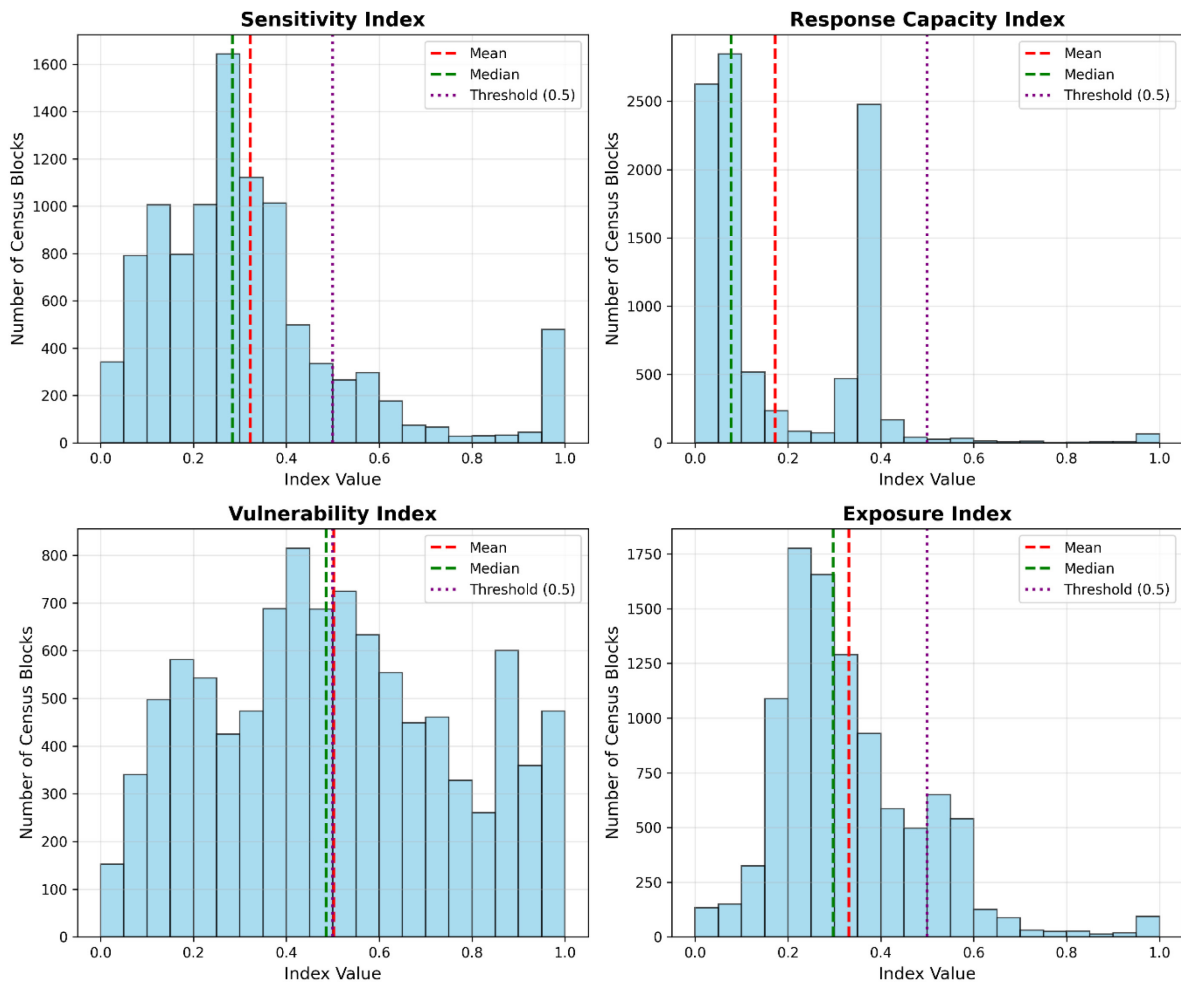 Sensitivity Index
Number of Census Blocks
1600
1400
1200
1000
800
600
400
200
0
0.0 0.2 0.4 0.6 0.8 1.0
Index Value
Mean
Median
Threshold (0.5)
Response Capacity Index
Number of Census Blocks
2500
2000
1500
1000
500
0
0.0 0.2 0.4 0.6 0.8 1.0
Index Value
Mean
Median
Threshold (0.5)
Vulnerability Index
Number of Census Blocks
800
700
600
500
400
300
200
100
0
0.0 0.2 0.4 0.6 0.8 1.0
Index Value
Mean
Median
Threshold (0.5)
Exposure Index
Number of Census Blocks
1750
1500
1250
1000
750
500
250
0
0.0 0.2 0.4 0.6 0.8 1.0
Index Value
Mean
Median
Threshold (0.5)